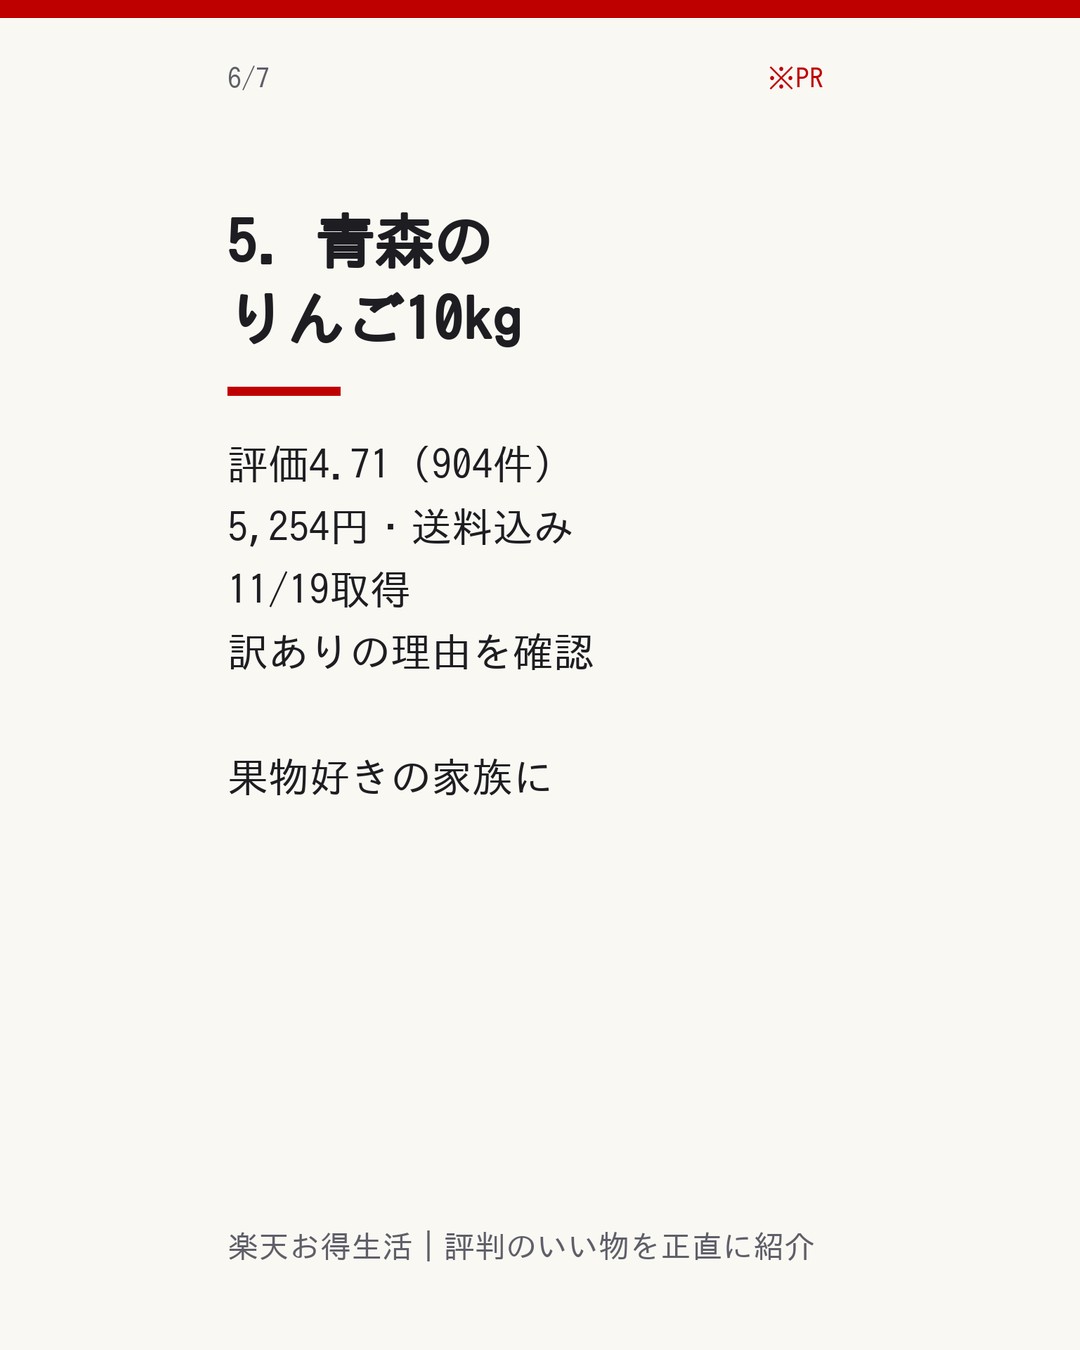 6/7
※PR
5. 青森の
りんご10kg
評価4.71（904件）
5,254円・送料込み
11/19取得
訳ありの理由を確認
果物好きの家族に
楽天お得生活｜評判のいい物を正直に紹介